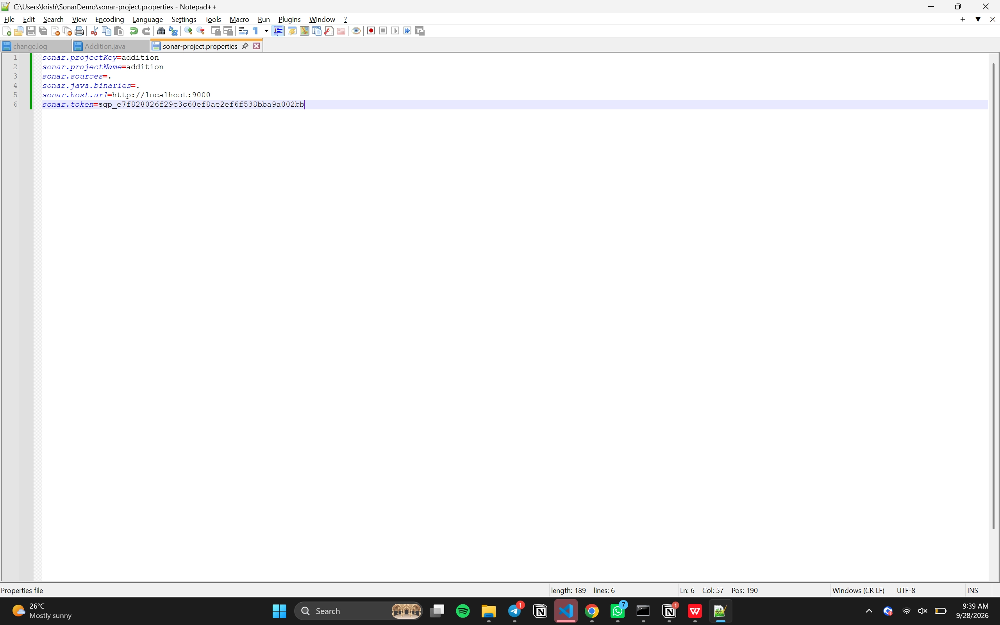 C:\Users\krish\SonarDemo\sonar-project.properties - Notepad++
File Edit Search View Encoding Language Settings Tools Macro Run Plugins Window ?
change.log Addition.java sonar-project.properties
1 sonar.projectKey=addition
2 sonar.projectName=addition
3 sonar.sources=.
4 sonar.java.binaries=.
5 sonar.host.url=http://localhost:9000
6 sonar.token=sqp_e7f828026f29c3c60ef8ae2ef6f538bba9a002bb
Properties file length: 189 lines: 6 Ln: 6 Col: 57 Pos: 190 Windows (CR LF) UTF-8 INS
26°C
Mostly sunny
Search
1
7
1
9:39 AM
9/28/2026